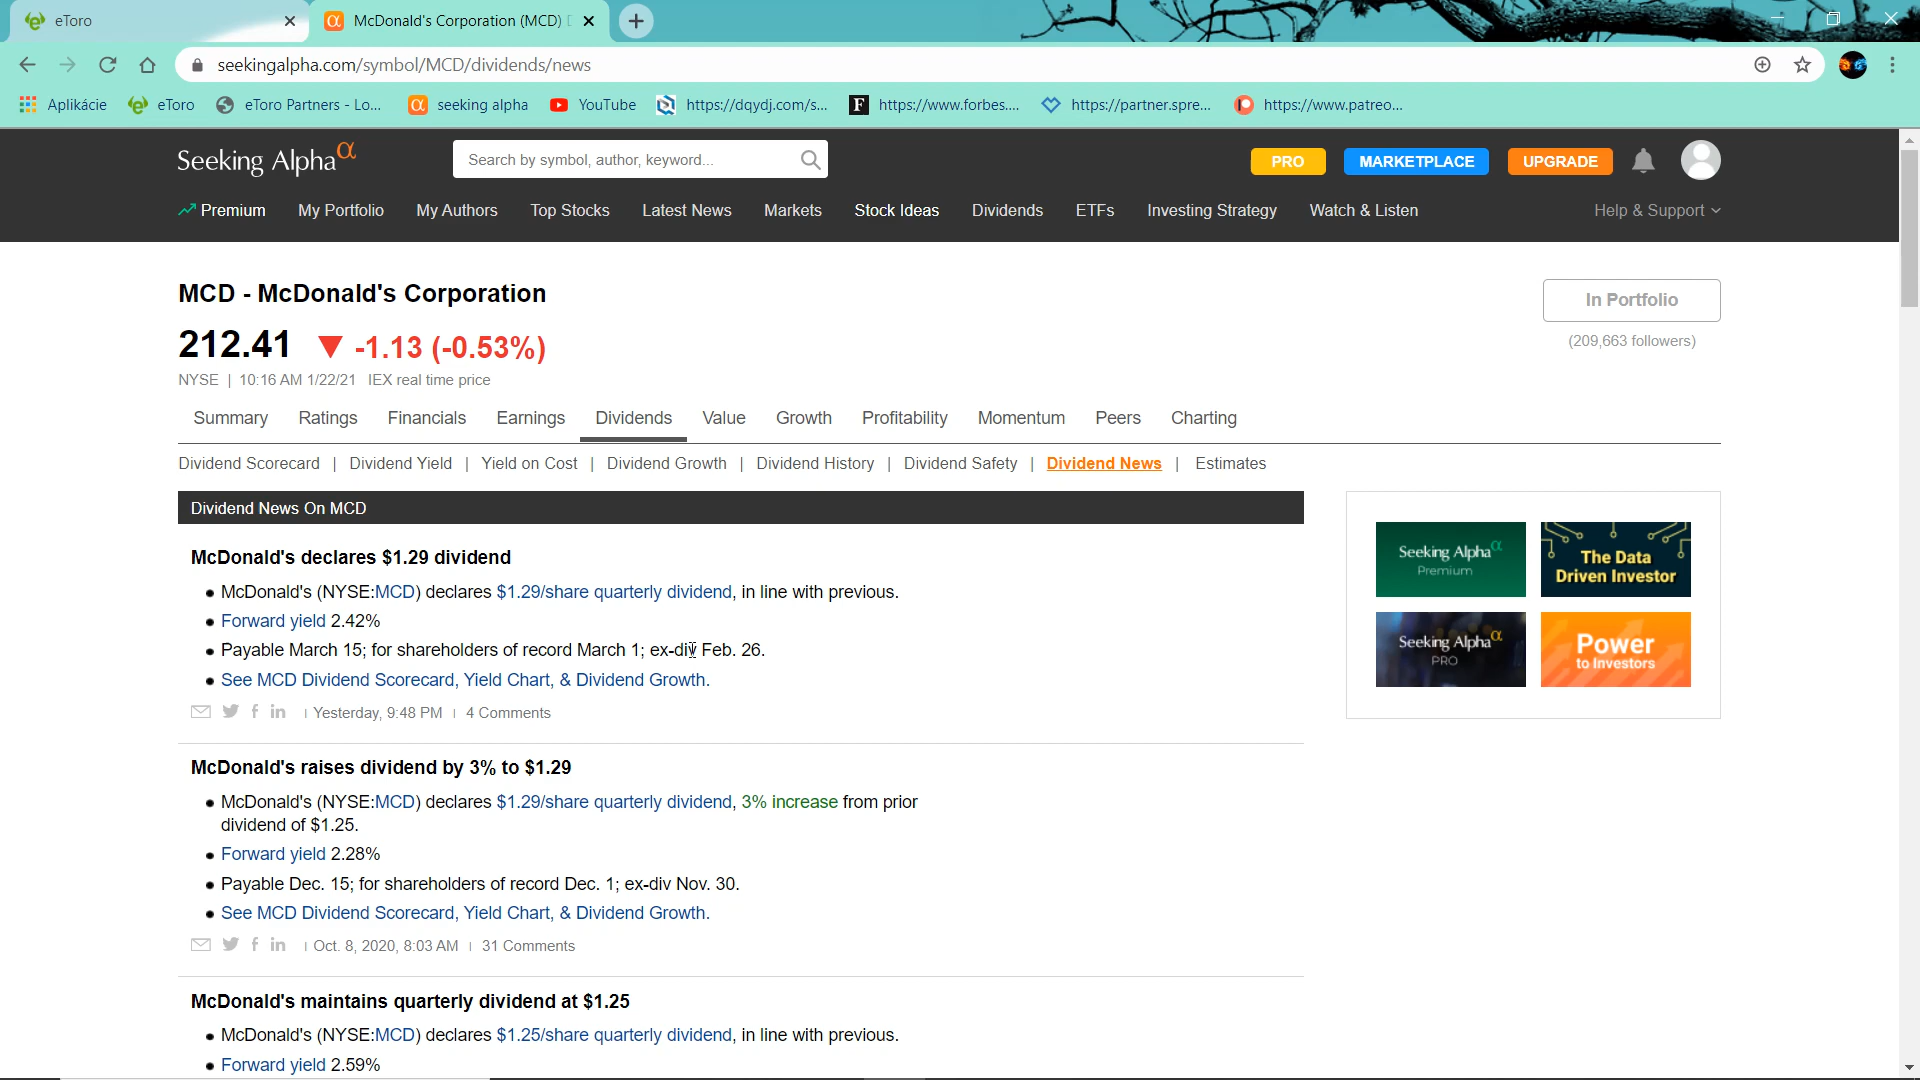 eToro
McDonald's Corporation (MCD)
seekingalpha.com/symbol/MCD/dividends/news
Aplikácie
eToro
eToro Partners - Lo...
seeking alpha
YouTube
https://dqydj.com/s...
https://www.forbes....
https://partner.spre...
https://www.patreo...
Seeking Alpha α
Search by symbol, author, keyword...
PRO
MARKETPLACE
UPGRADE
Premium
My Portfolio
My Authors
Top Stocks
Latest News
Markets
Stock Ideas
Dividends
ETFs
Investing Strategy
Watch & Listen
Help & Support
MCD - McDonald's Corporation
In Portfolio
212.41 ▼ -1.13 (-0.53%)
(209,663 followers)
NYSE | 10:16 AM 1/22/21 IEX real time price
Summary
Ratings
Financials
Earnings
Dividends
Value
Growth
Profitability
Momentum
Peers
Charting
Dividend Scorecard | Dividend Yield | Yield on Cost | Dividend Growth | Dividend History | Dividend Safety | Dividend News | Estimates
Dividend News On MCD
McDonald's declares $1.29 dividend
• McDonald's (NYSE:MCD) declares $1.29/share quarterly dividend, in line with previous.
• Forward yield 2.42%
• Payable March 15; for shareholders of record March 1; ex-div Feb. 26.
• See MCD Dividend Scorecard, Yield Chart, & Dividend Growth.
Yesterday, 9:48 PM | 4 Comments
McDonald's raises dividend by 3% to $1.29
• McDonald's (NYSE:MCD) declares $1.29/share quarterly dividend, 3% increase from prior
dividend of $1.25.
• Forward yield 2.28%
• Payable Dec. 15; for shareholders of record Dec. 1; ex-div Nov. 30.
• See MCD Dividend Scorecard, Yield Chart, & Dividend Growth.
Oct. 8, 2020, 8:03 AM | 31 Comments
McDonald's maintains quarterly dividend at $1.25
• McDonald's (NYSE:MCD) declares $1.25/share quarterly dividend, in line with previous.
• Forward yield 2.59%
Seeking Alpha α
Premium
The Data
Driven Investor
Seeking Alpha α
PRO
Power
to Investors